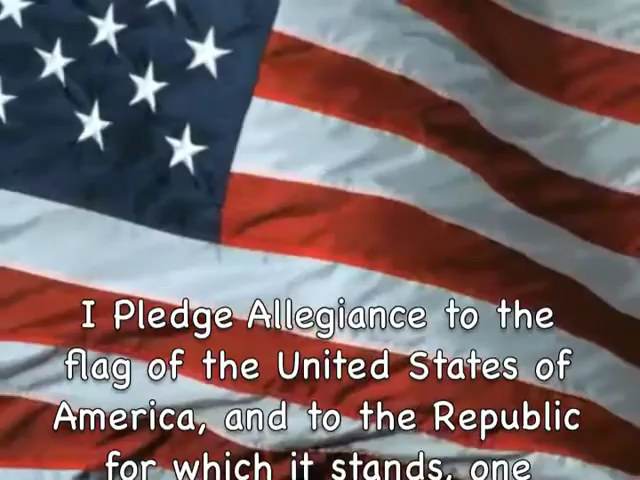 I Pledge Allegiance to the
flag of the United States of
America, and to the Republic
for which it stands, one